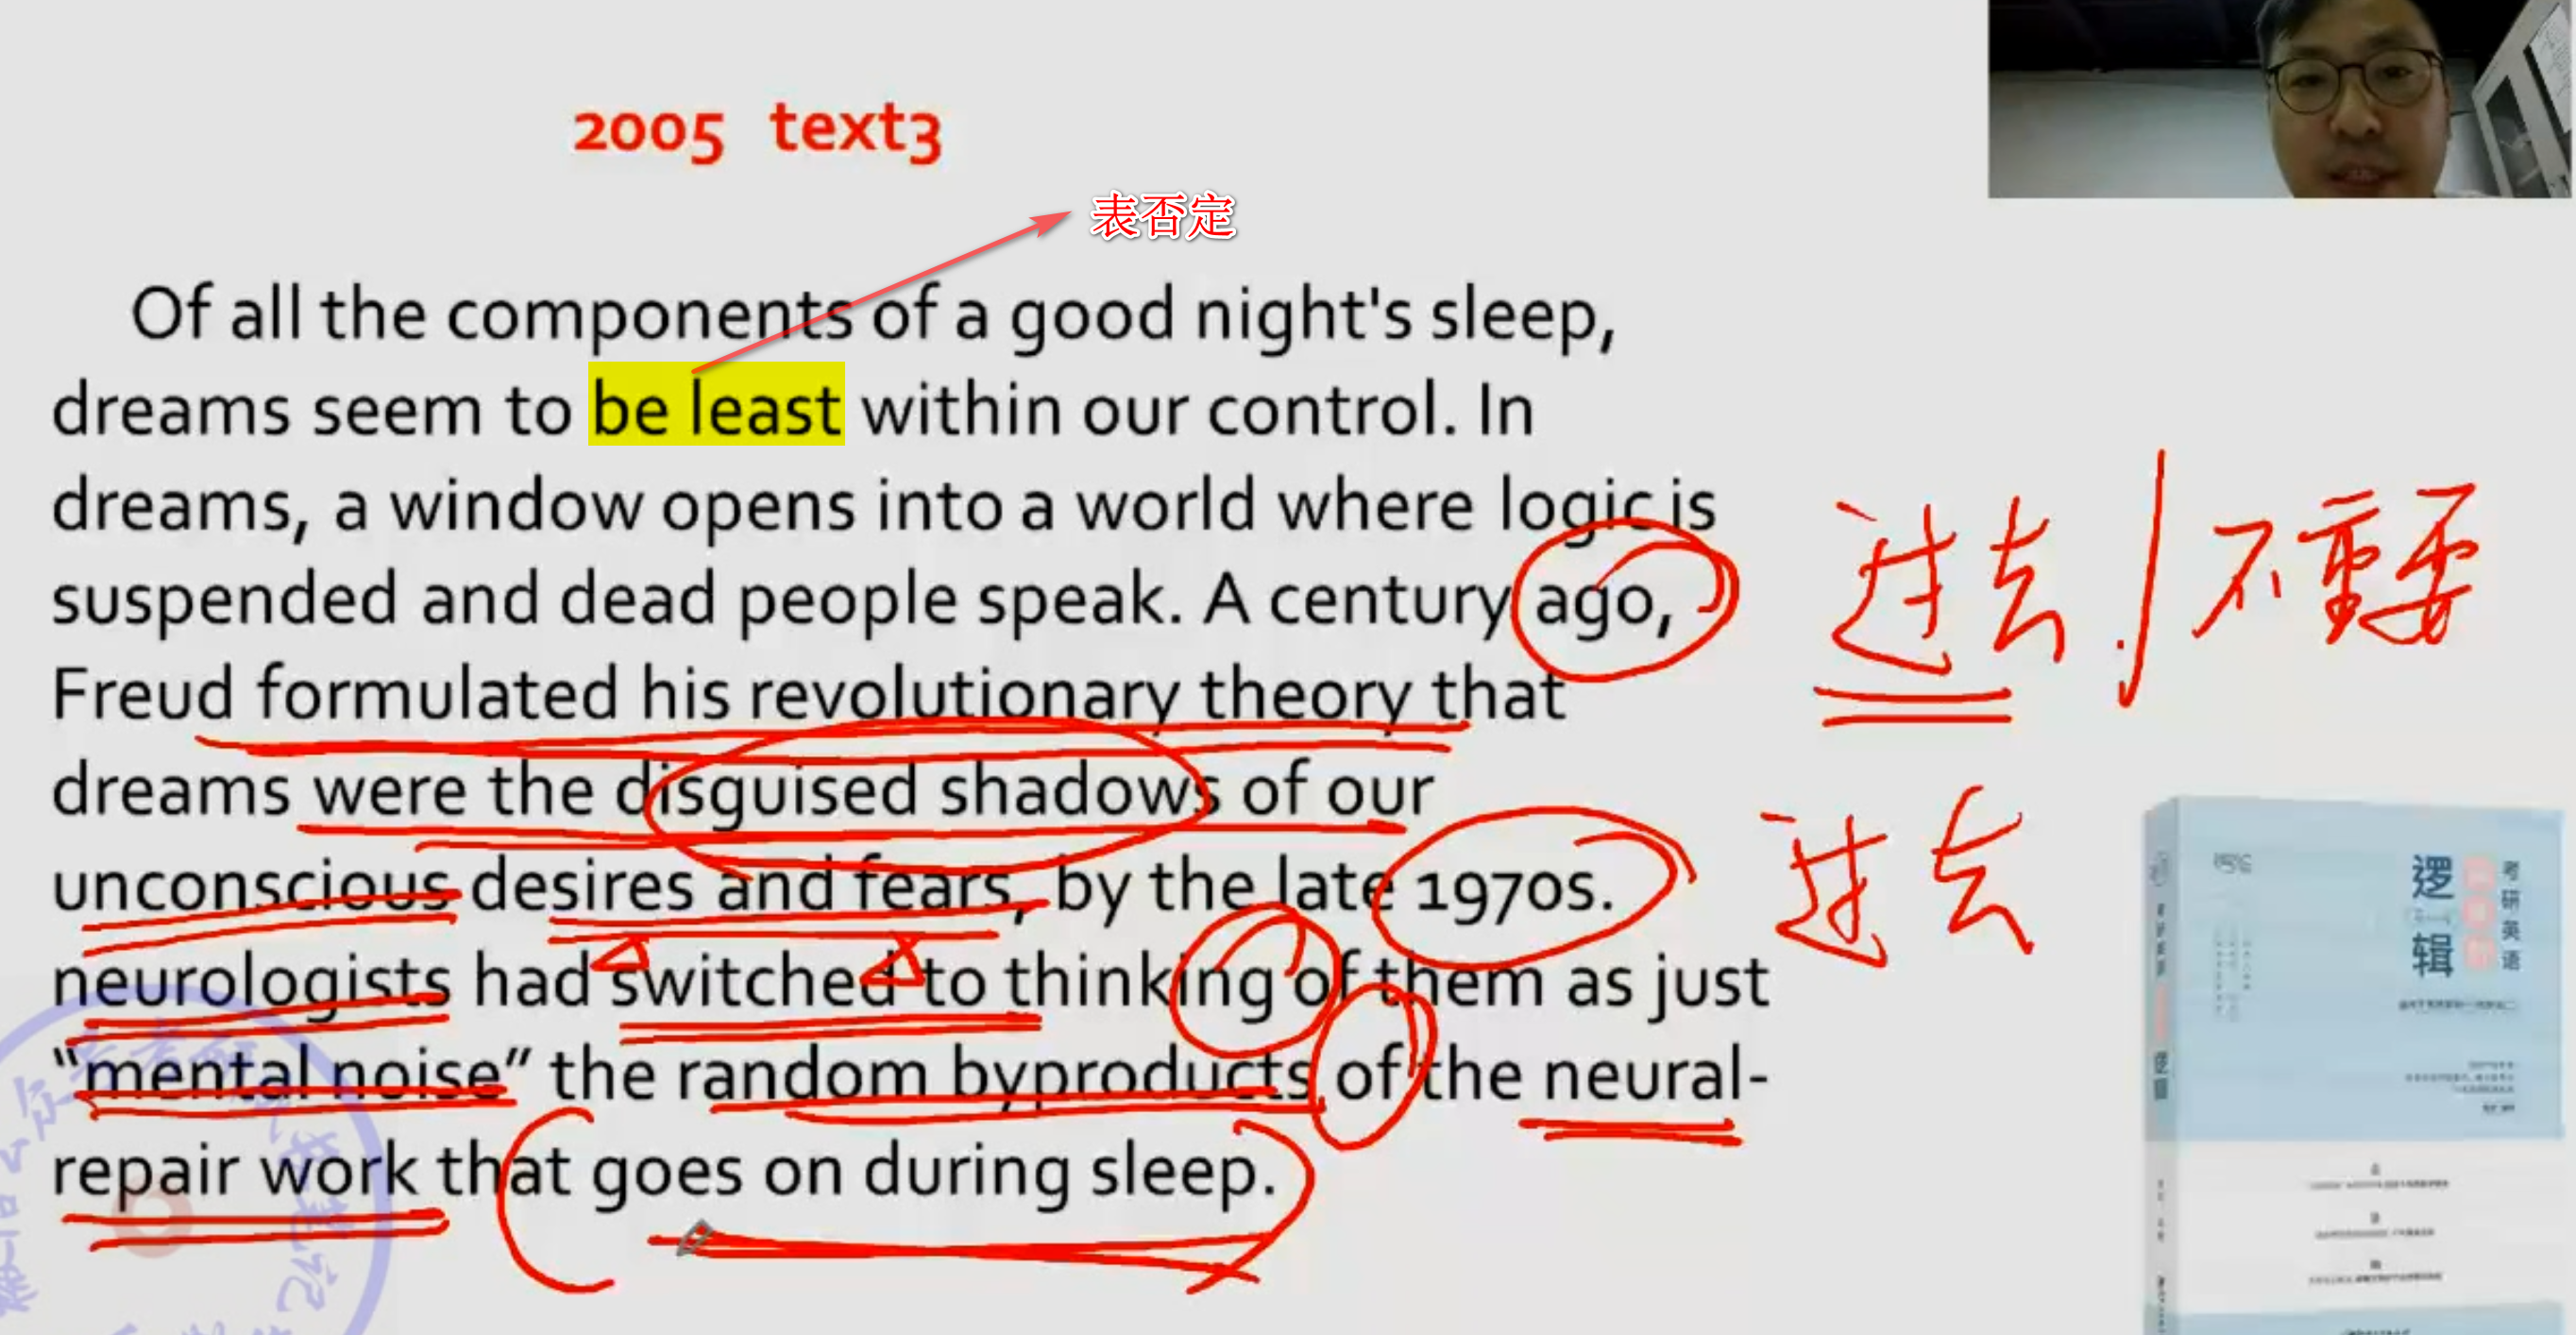 2005 text3
表否定
Of all the components of a good night's sleep,
dreams seem to be least within our control. In
dreams, a window opens into a world where logic is
suspended and dead people speak. A century ago,
过去 不重要
Freud formulated his revolutionary theory that
dreams were the disguised shadows of our
unconscious desires and fears, by the late 1970s.
过去
neurologists had switched to thinking of them as just
“mental noise” the random byproducts of the neural-
repair work that goes on during sleep.
考研英语
逻辑
逻辑